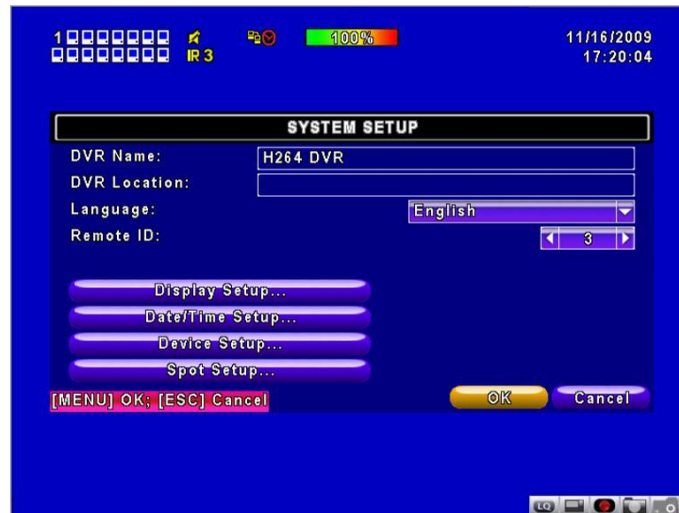 1
IR 3
100%
11/16/2009
17:20:04
SYSTEM SETUP
DVR Name:
H264 DVR
DVR Location:
Language:
English
Remote ID:
3
Display Setup...
Date/Time Setup...
Device Setup...
Spot Setup...
[MENU] OK; [ESC] Cancel
OK
Cancel
LQ